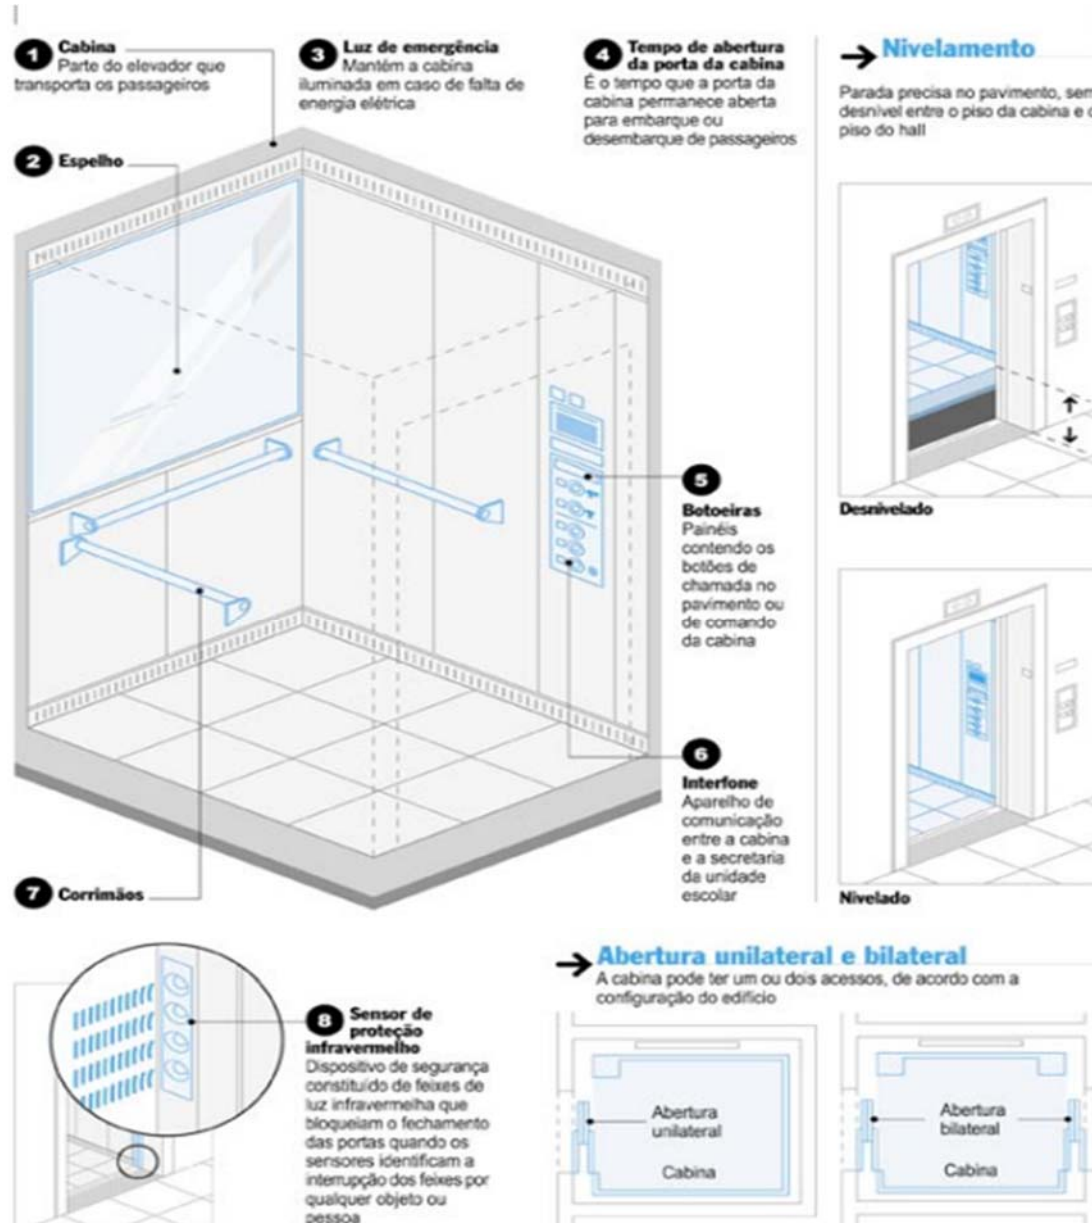 1 Cabina
Parte do elevador que
transporta os passageiros
2 Espelho
3 Luz de emergência
Mantém a cabina
iluminada em caso de falta de
energia elétrica
4 Tempo de abertura
da porta da cabina
É o tempo que a porta da
cabina permanece aberta
para embarque ou
desembarque de passageiros
5
Botoeiras
Painéis
contendo os
botões de
chamada no
pavimento ou
de comando
da cabina
6
Interfone
Aparelho de
comunicação
entre a cabina
e a secretaria
da unidade
escolar
7 Corrimãos
Nivelamento
Parada precisa no pavimento, sem
desnível entre o piso da cabina e o
piso do hall
Desnivelado
Nivelado
8 Sensor de
proteção
infravermelho
Dispositivo de segurança
constituído de feixes de
luz infravermelha que
bloqueiam o fechamento
das portas quando os
sensores identificam a
interrupção dos feixes por
qualquer objeto ou
pessoa
Abertura unilateral e bilateral
A cabina pode ter um ou dois acessos, de acordo com a
configuração do edifício
Abertura
unilateral
Cabina
Abertura
bilateral
Cabina